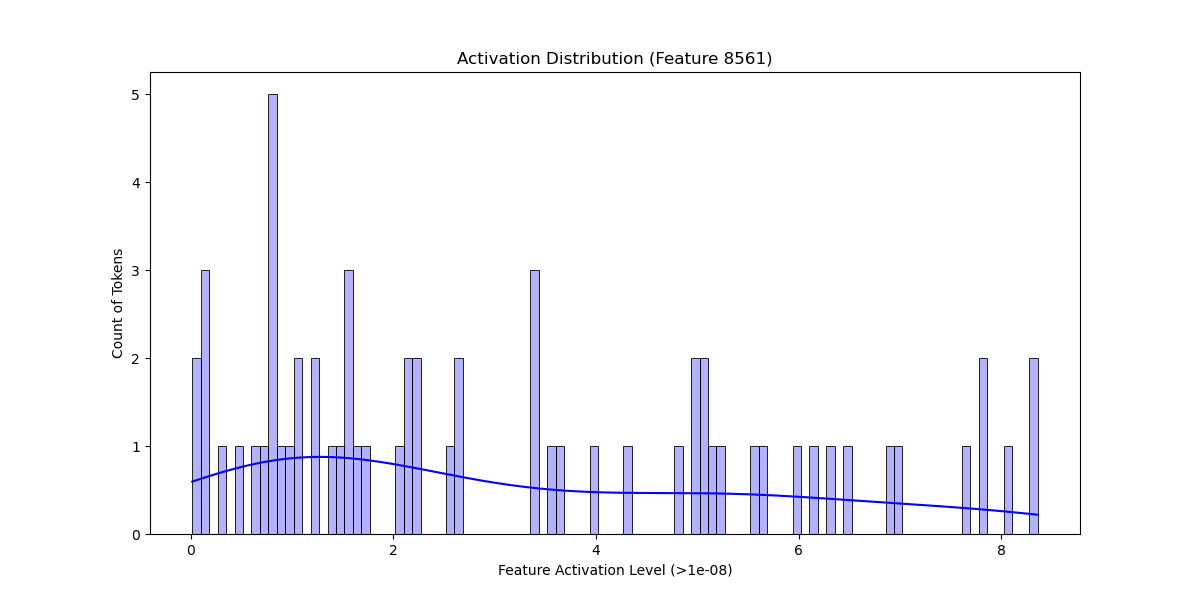 Activation Distribution (Feature 8561)
Count of Tokens
5
4
3
2
1
0
0 2 4 6 8
Feature Activation Level (>1e-08)